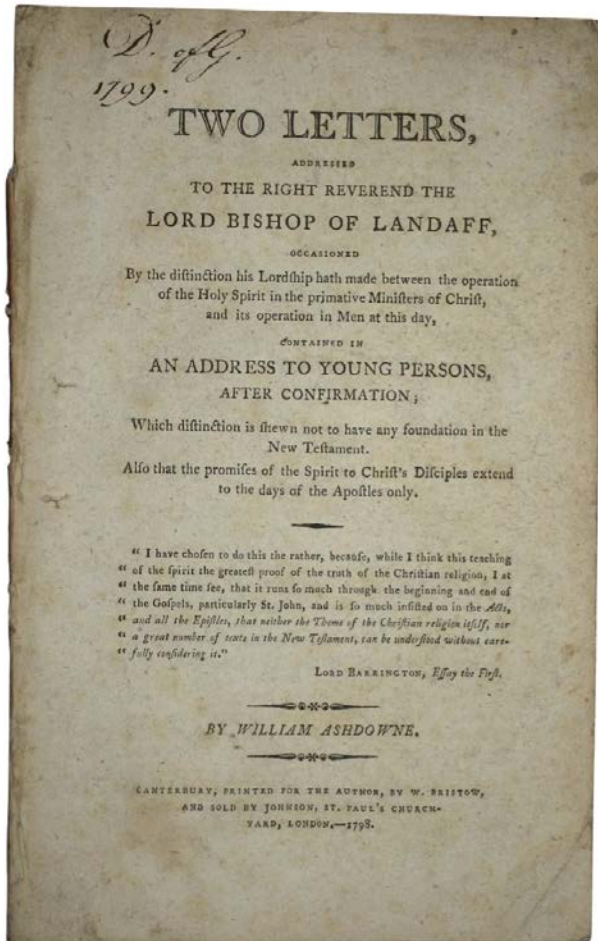 D. of G.
1799.
TWO LETTERS,
ADDRESSED
TO THE RIGHT REVEREND THE
LORD BISHOP OF LANDAFF,
OCCASIONED
By the diſtinction his Lordſhip hath made between the operation
of the Holy Spirit in the primative Miniſters of Chriſt,
and its operation in Men at this day,
CONTAINED IN
AN ADDRESS TO YOUNG PERSONS,
AFTER CONFIRMATION;
Which diſtinction is ſhewn not to have any foundation in the
New Teſtament.
Alſo that the promiſes of the Spirit to Chriſt's Diſciples extend
to the days of the Apoſtles only.
“ I have choſen to do this the rather, becauſe, while I think this teaching
“ of the ſpirit the greateſt proof of the truth of the Chriſtian religion, I at
“ the ſame time ſee, that it runs ſo much through the beginning and end of
“ the Goſpels, particularly St. John, and is ſo much inſiſted on in the Acts,
“ and all the Epiſtles, that neither the Theme of the Chriſtian religion itſelf, nor
“ a great number of texts in the New Teſtament, can be underſtood without care-
“ fully conſidering it.”
LORD BARRINGTON, Eſſay the Firſt.
BY WILLIAM ASHDOWNE.
CANTERBURY, PRINTED FOR THE AUTHOR, BY W. BRISTOW,
AND SOLD BY JOHNSON, ST. PAUL'S CHURCH-
YARD, LONDON,—1798.